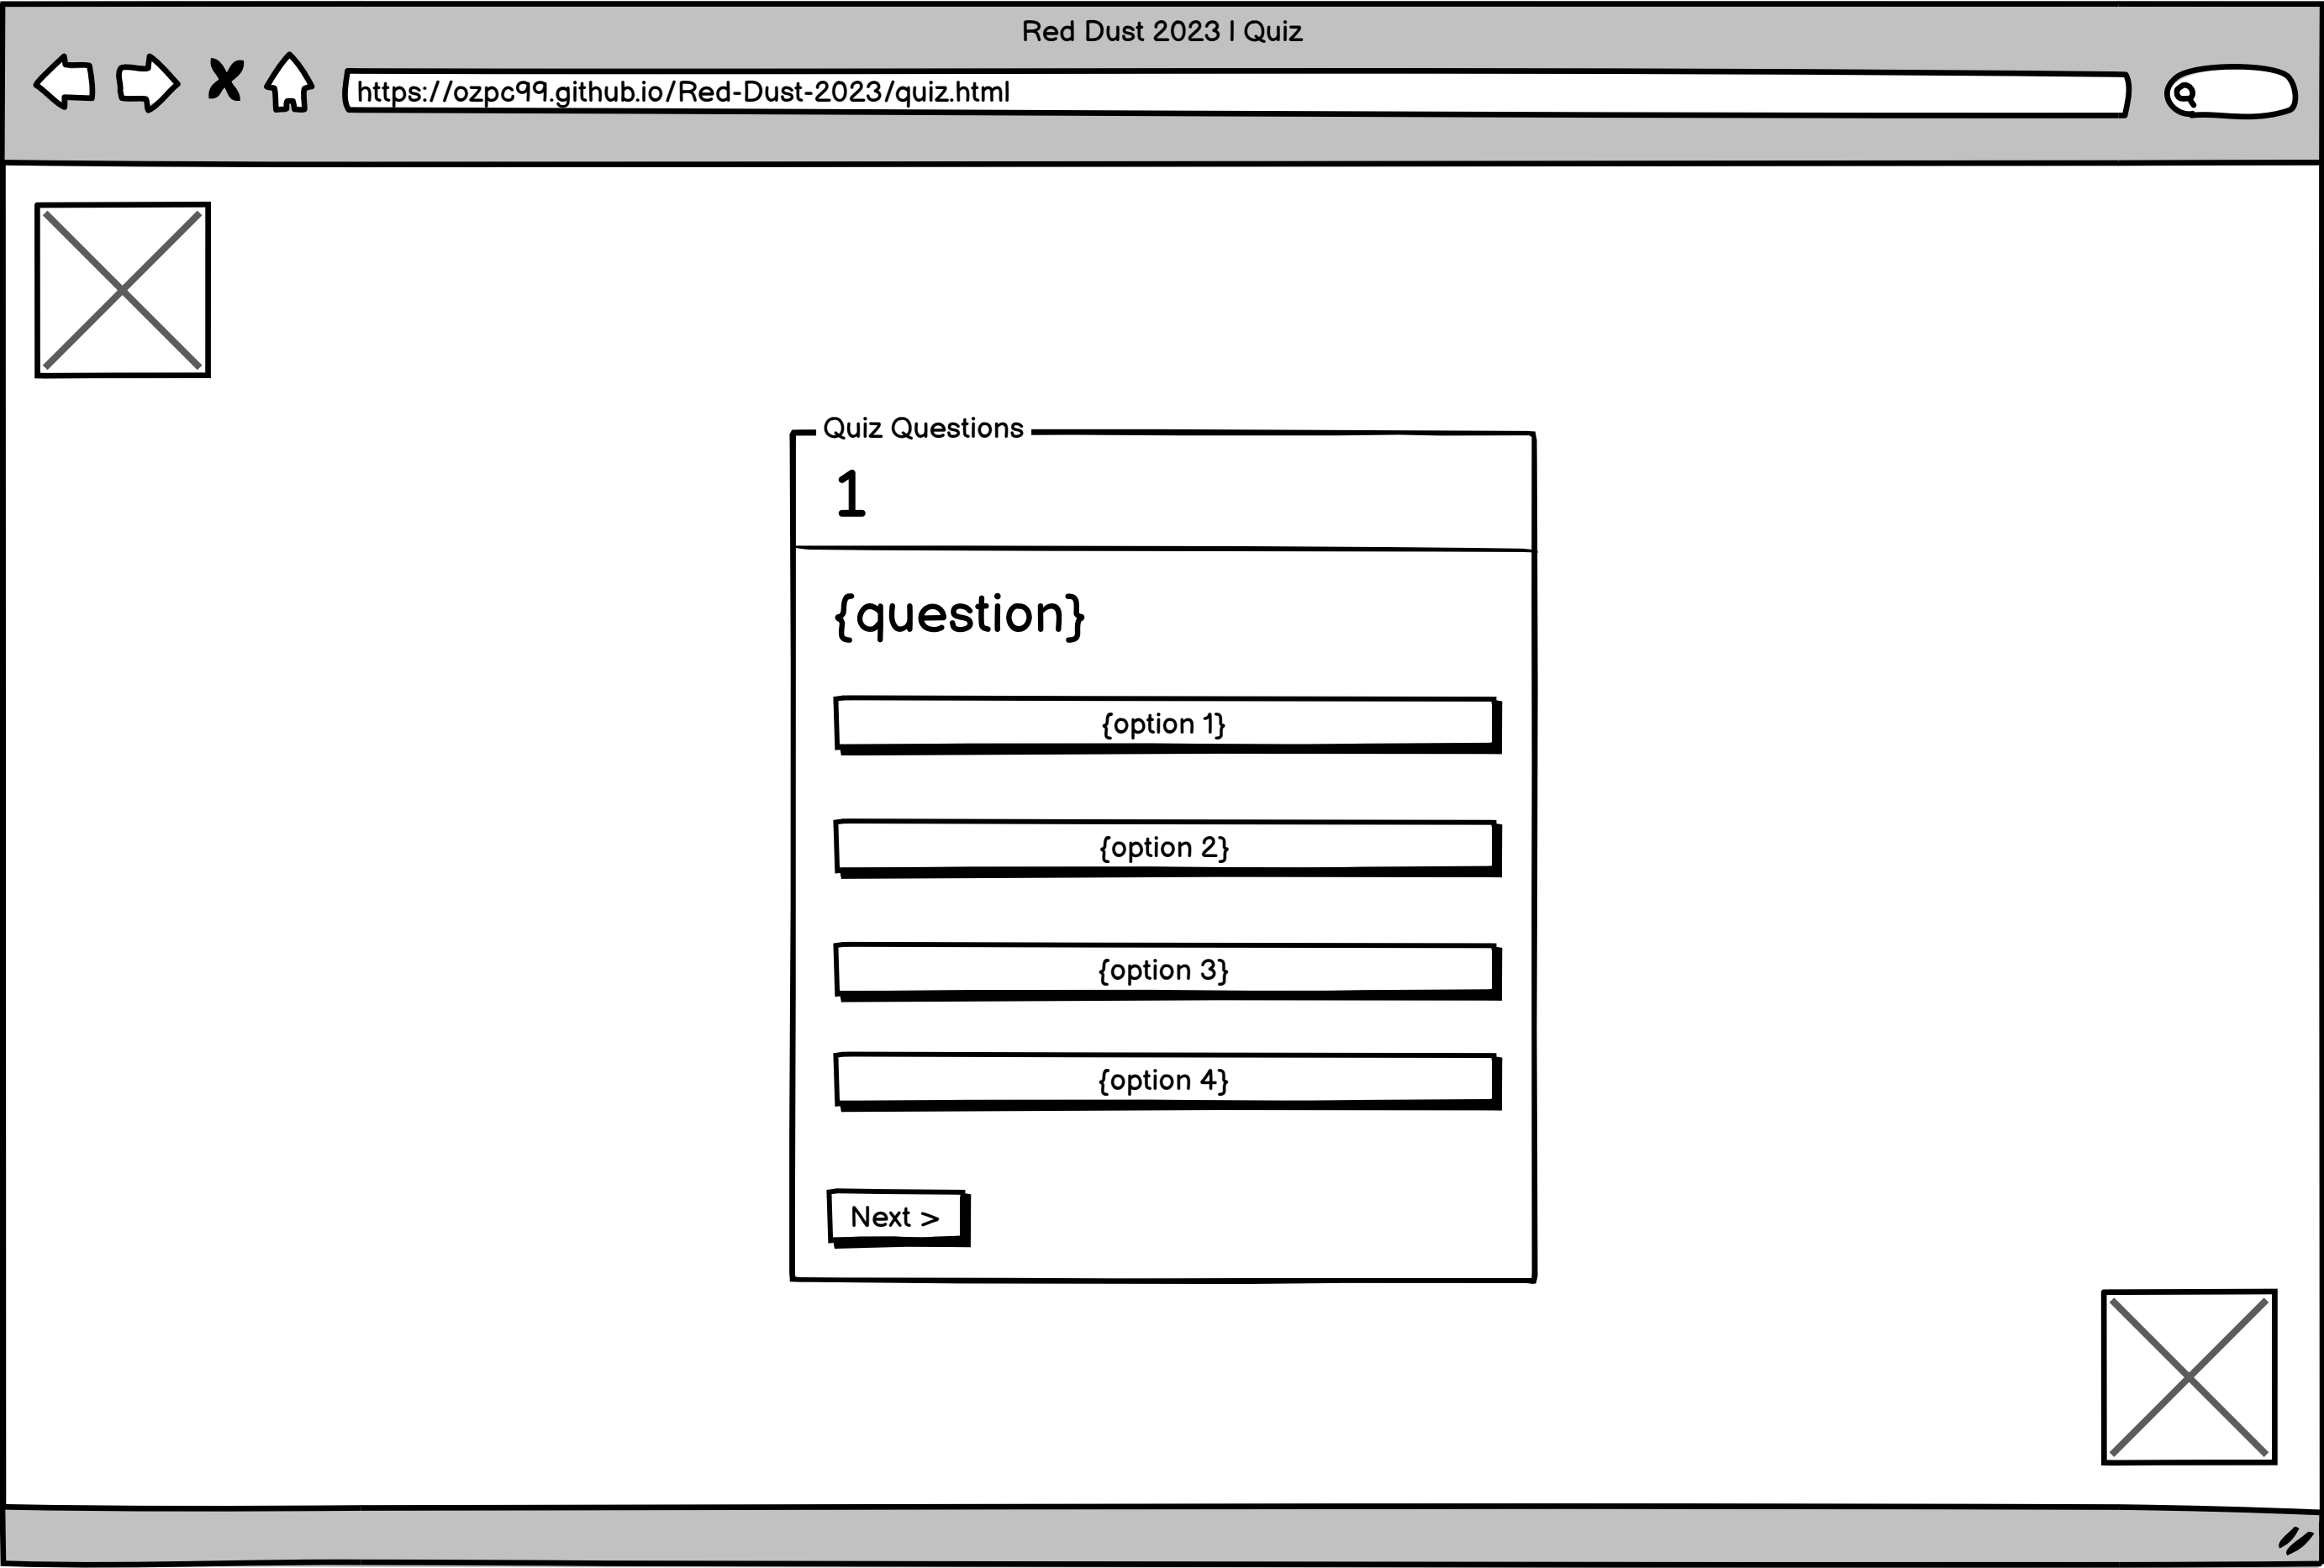 Red Dust 2023 | Quiz
https://ozpc99.github.io/Red-Dust-2023/quiz.html
Quiz Questions
1
{question}
{option 1}
{option 2}
{option 3}
{option 4}
Next >